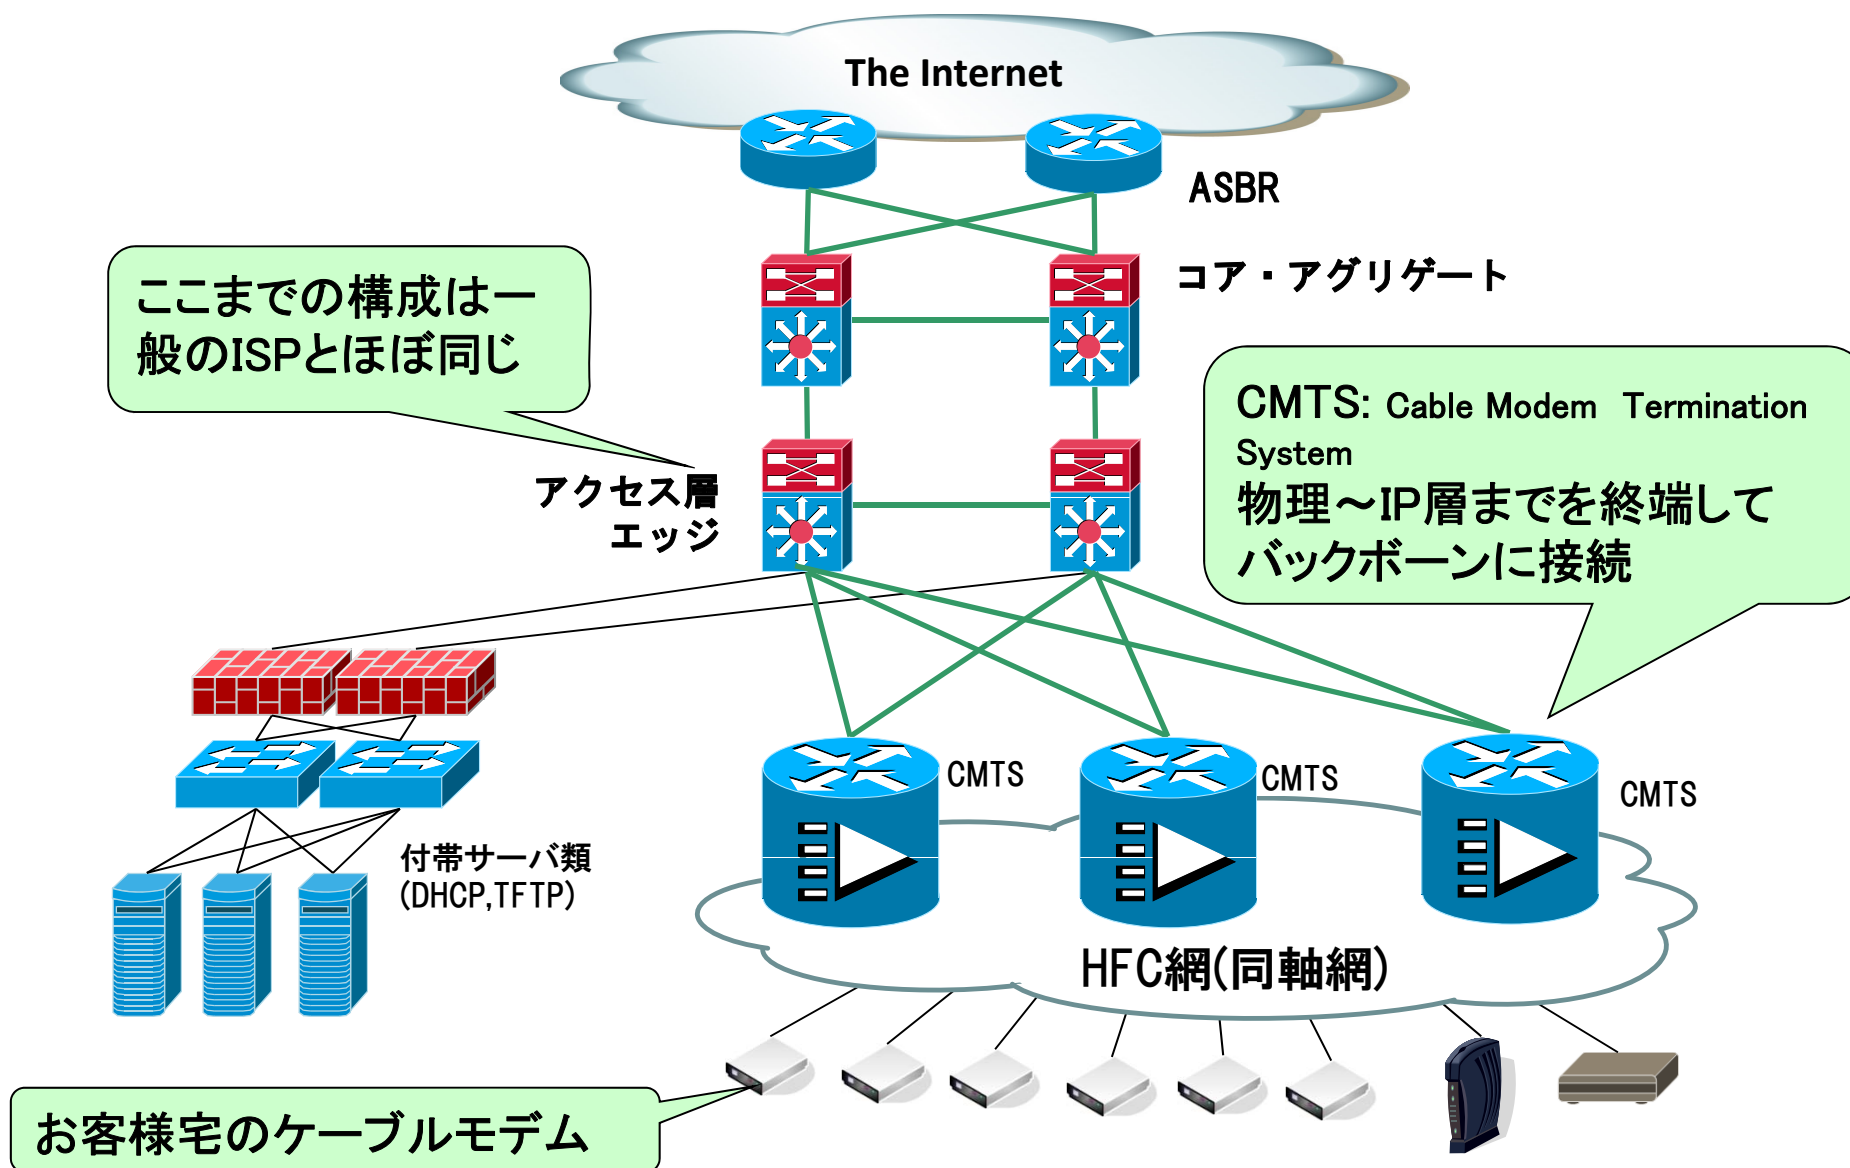 The Internet
ASBR
コア・アグリゲート
ここまでの構成は一
般のISPとほぼ同じ
CMTS: Cable Modem Termination
System
物理～IP層までを終端して
バックボーンに接続
アクセス層
エッジ
CMTS
CMTS
CMTS
付帯サーバ類
(DHCP,TFTP)
HFC網(同軸網)
お客様宅のケーブルモデム